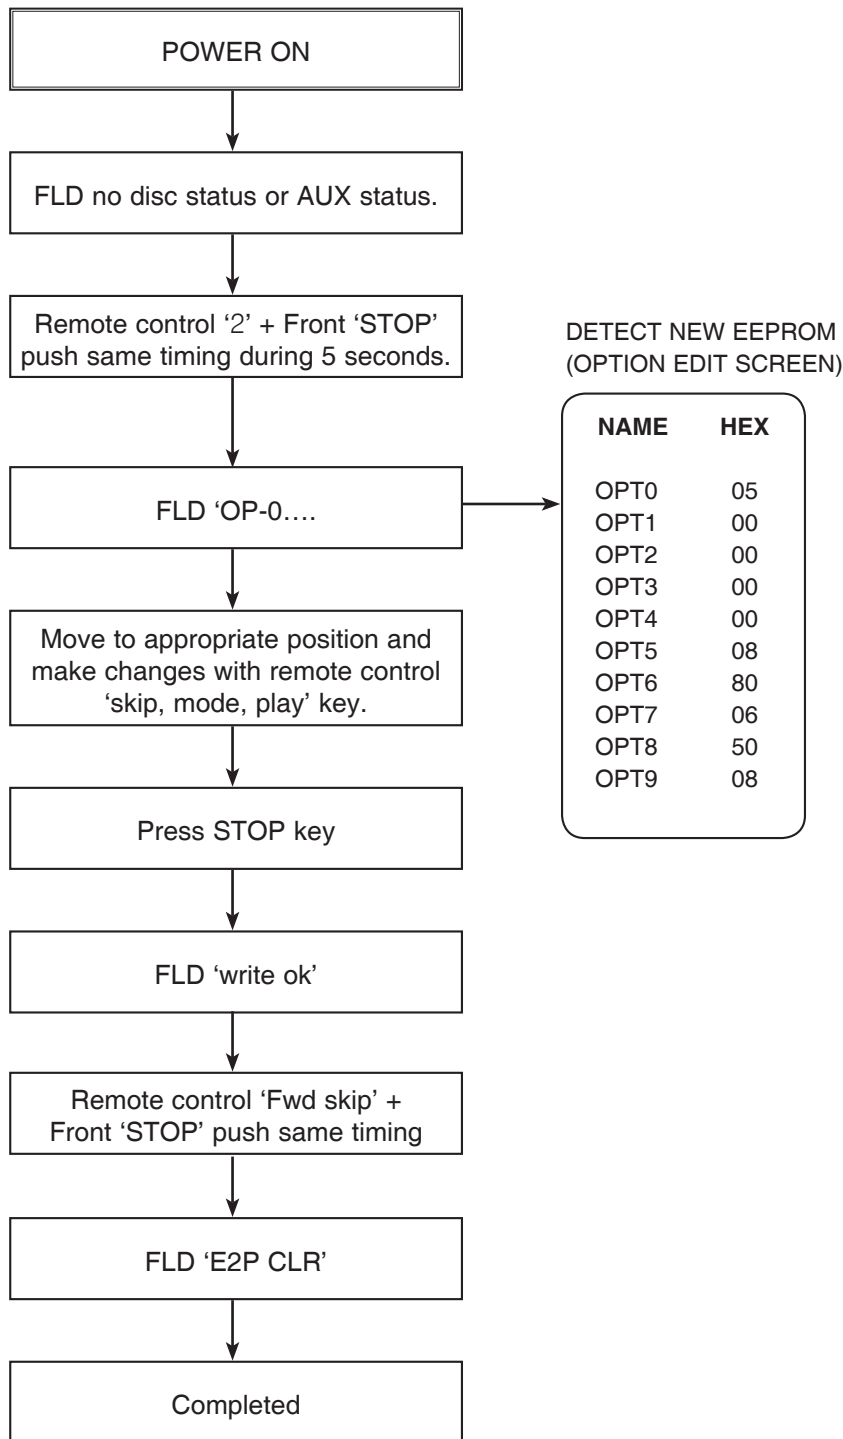 POWER ON
FLD no disc status or AUX status.
Remote control ‘2’ + Front ‘STOP’
push same timing during 5 seconds.
FLD ‘OP-0….
DETECT NEW EEPROM
(OPTION EDIT SCREEN)
NAME HEX
OPT0 05
OPT1 00
OPT2 00
OPT3 00
OPT4 00
OPT5 08
OPT6 80
OPT7 06
OPT8 50
OPT9 08
Move to appropriate position and
make changes with remote control
‘skip, mode, play’ key.
Press STOP key
FLD ‘write ok’
Remote control ‘Fwd skip’ +
Front ‘STOP’ push same timing
FLD ‘E2P CLR’
Completed